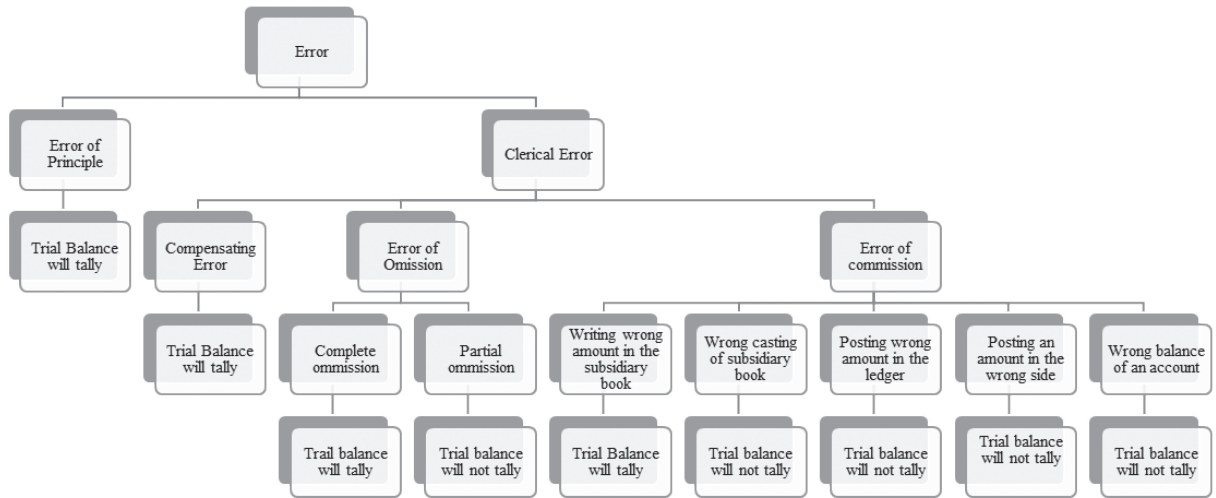 Error
Error of
Principle
Clerical Error
Trial Balance
will tally
Compensating
Error
Error of
Omission
Error of
commission
Trial Balance
will tally
Complete
ommission
Partial
ommission
Writing wrong
amount in the
subsidiary
book
Wrong casting
of subsidiary
book
Posting wrong
amount in the
ledger
Posting an
amount in the
wrong side
Wrong balance
of an account
Trail balance
will tally
Trial balance
will not tally
Trial Balance
will tally
Trial balance
will not tally
Trial balance
will not tally
Trial balance
will not tally
Trial balance
will not tally